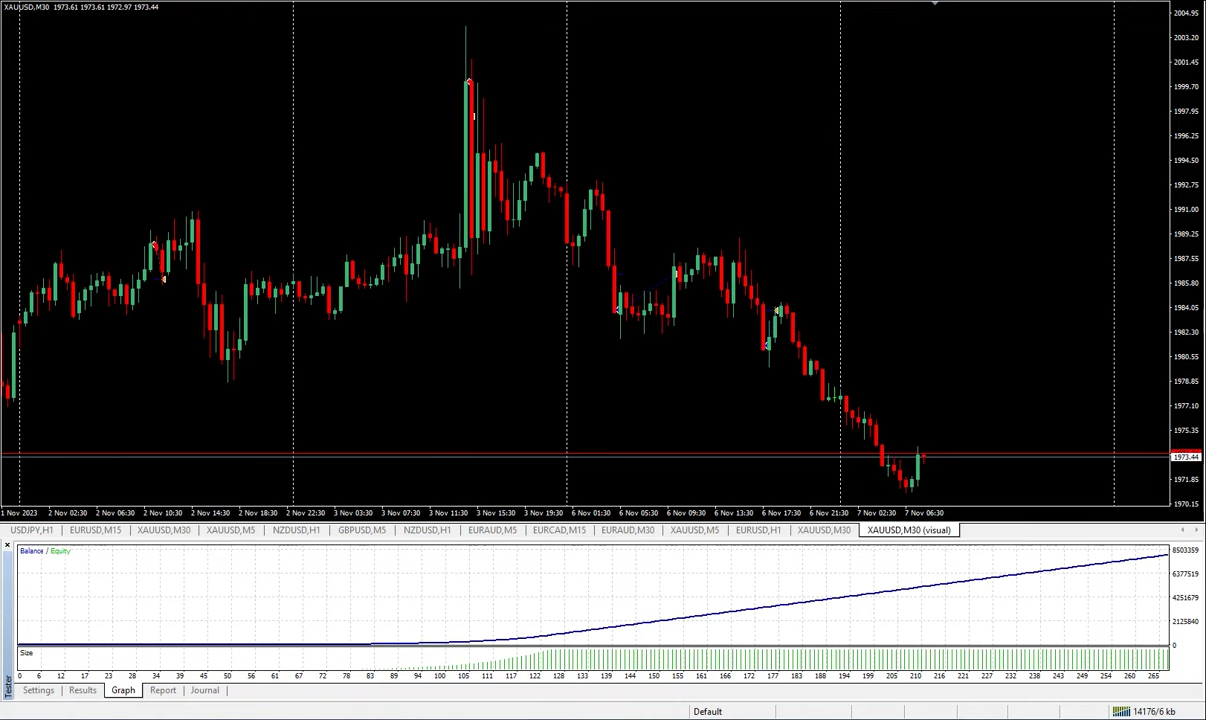 XAUUSD,M30 1973.61 1973.61 1972.97 1973.44
2004.95
2003.20
2001.45
1999.70
1997.95
1996.25
1994.50
1992.75
1991.00
1989.25
1987.55
1985.80
1984.05
1982.30
1980.55
1978.85
1977.10
1975.35
1973.44
1971.85
1970.15
1 Nov 2023 2 Nov 02:30 2 Nov 06:30 2 Nov 10:30 2 Nov 14:30 2 Nov 18:30 2 Nov 22:30 3 Nov 03:30 3 Nov 11:30 3 Nov 15:30 3 Nov 19:30 6 Nov 01:30 6 Nov 05:30 6 Nov 09:30 6 Nov 13:30 6 Nov 17:30 7 Nov 02:30 7 Nov 06:30
USDJPY,H1 EURUSD,M15 XAUUSD,M30 XAUUSD,M5 NZDUSD,H1 GBPUSD,M5 NZDUSD,H1 EURAUD,M5 EURCAD,M15 EURAUD,M30 XAUUSD,M5 EURUSD,H1 XAUUSD,M30 XAUUSD,M30 (visual)
Balance / Equity
8503359
6377519
4251679
2125840
0
Size
0 6 12 17 23 28 34 39 45 50 56 61 67 72 78 83 89 94 100 105 111 117 122 128 133 139 144 150 155 161 166 172 177 183 188 194 199 205 210 216 221 227 232 238 243 249 254 260 265
Tester
Settings Results Graph Report Journal
Default 14176/6 kb